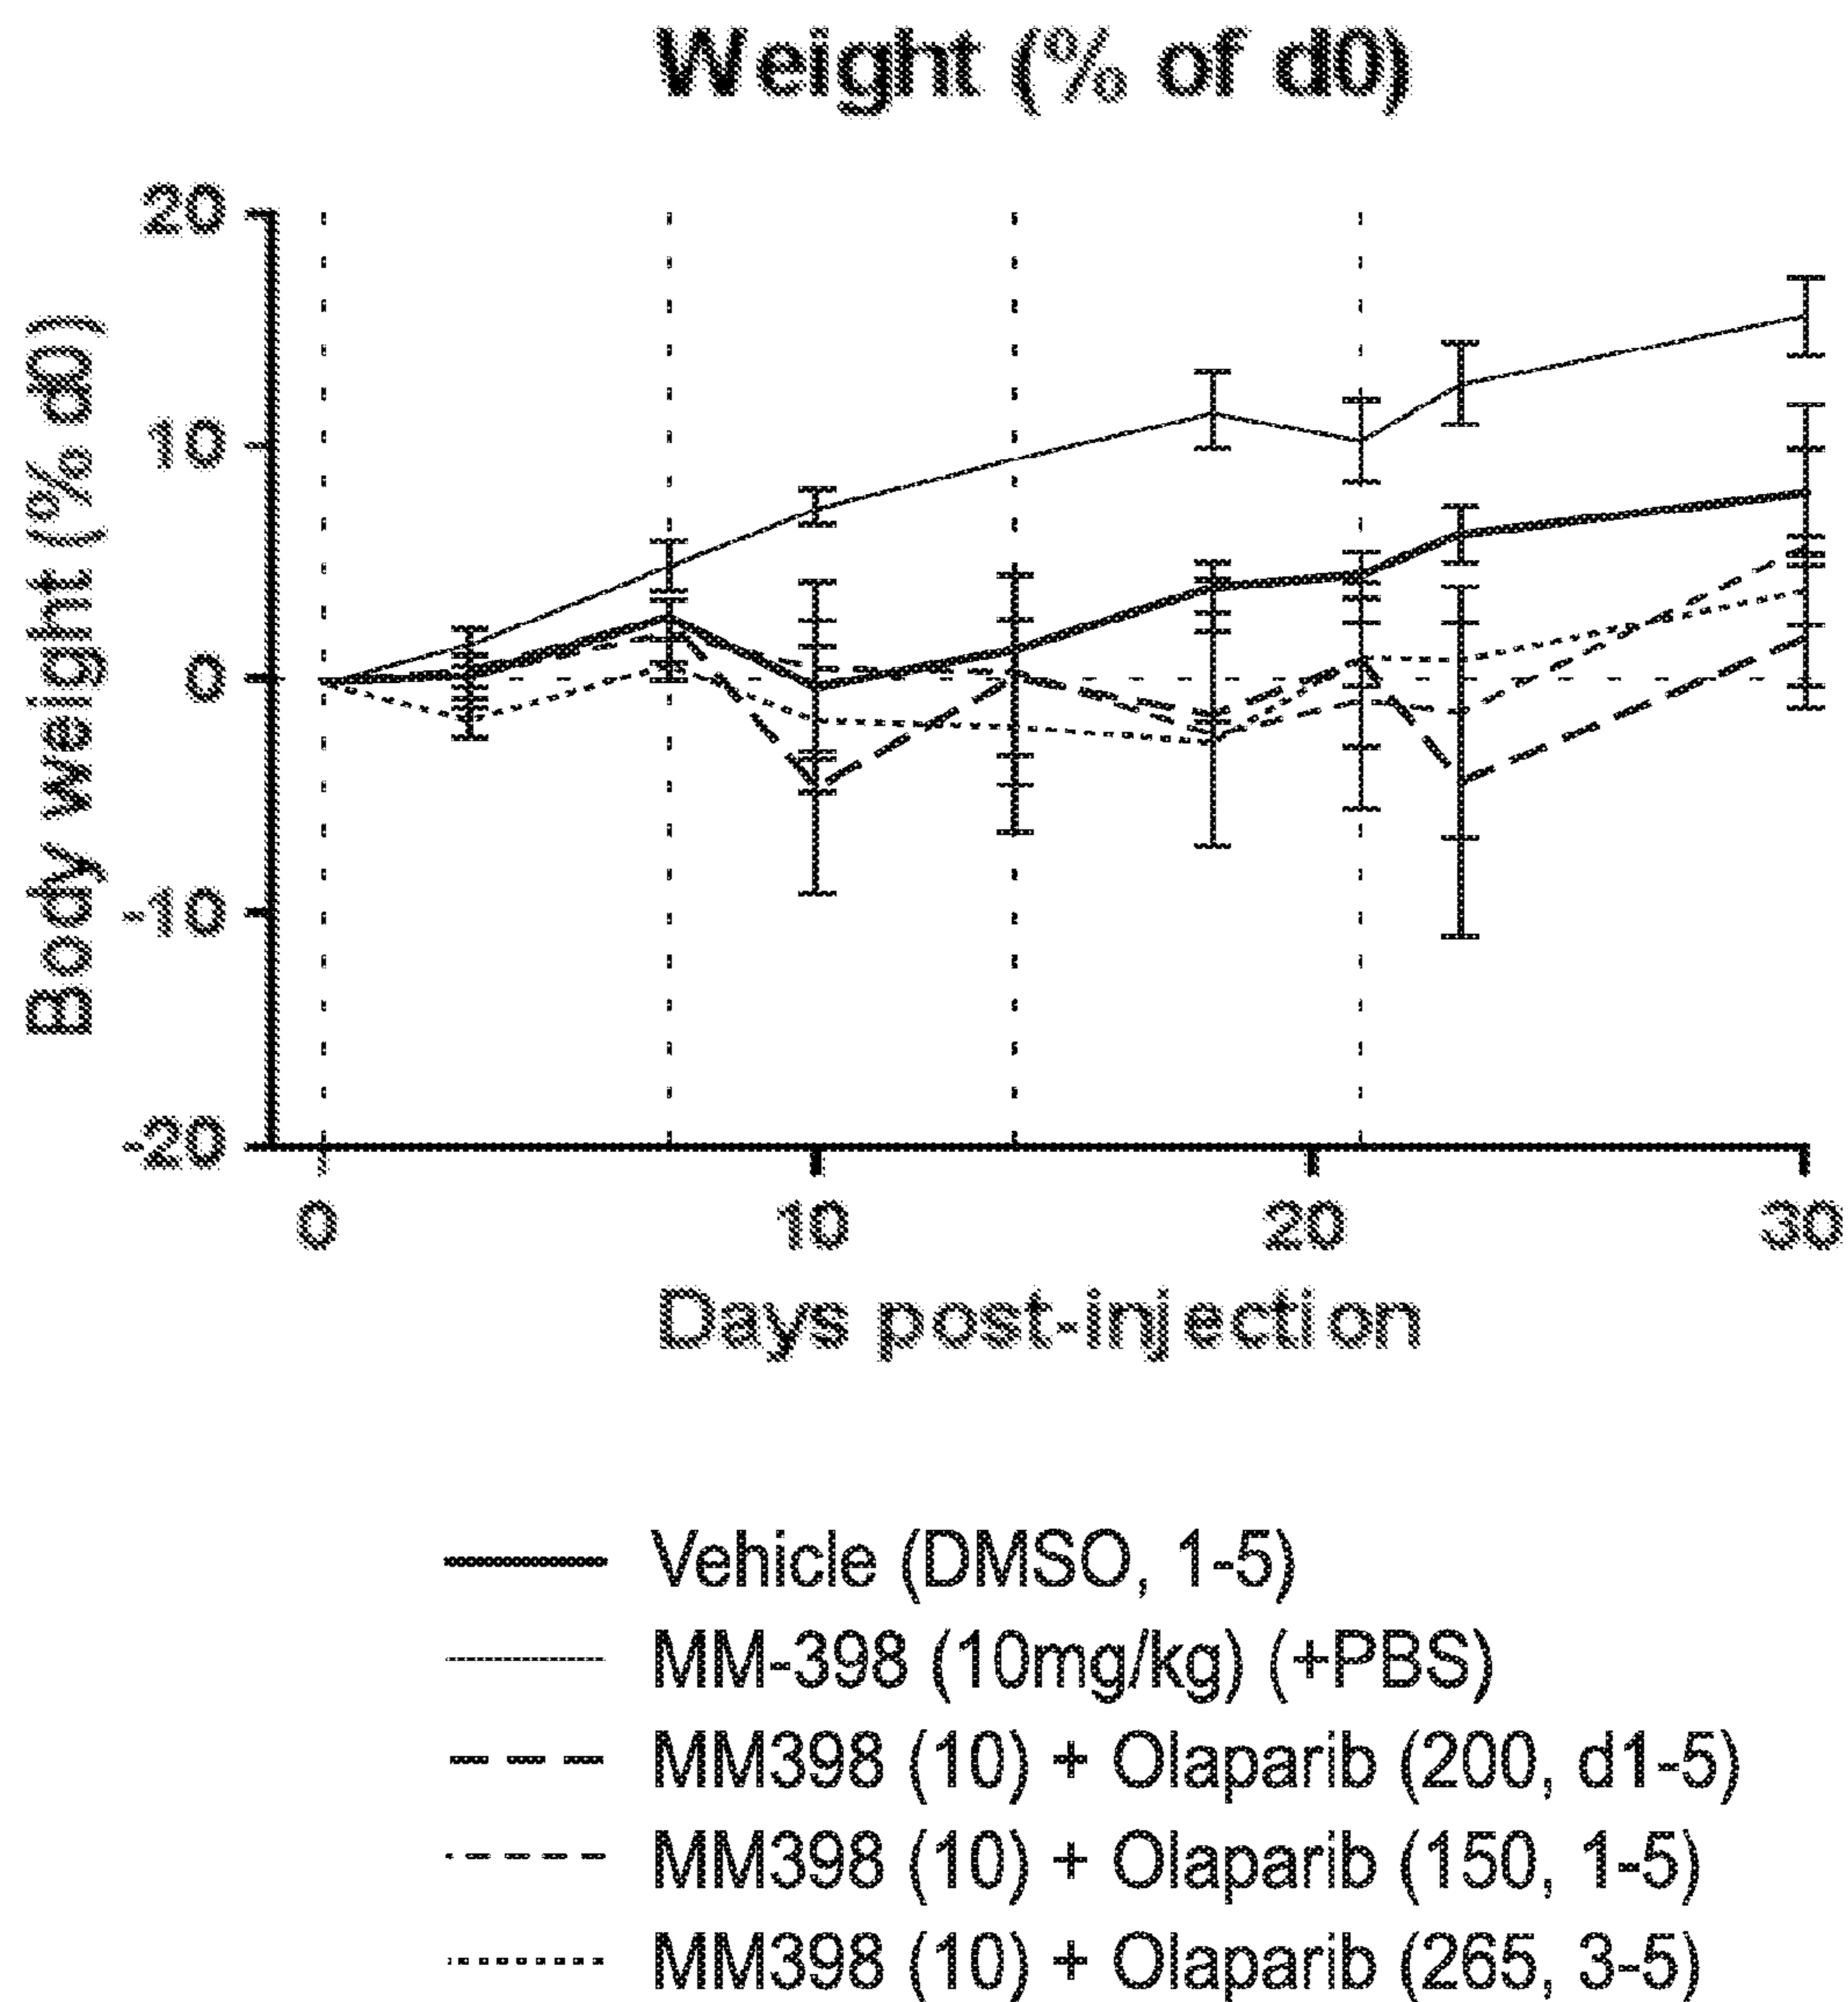 Weight (% of d0)
Body weight (% d0)
20
10
0
-10
-20
0 10 20 30
Days post-injection
Vehicle (DMSO, 1-5)
MM-398 (10mg/kg) (+PBS)
MM398 (10) + Olaparib (200, d1-5)
MM398 (10) + Olaparib (150, 1-5)
MM398 (10) + Olaparib (265, 3-5)